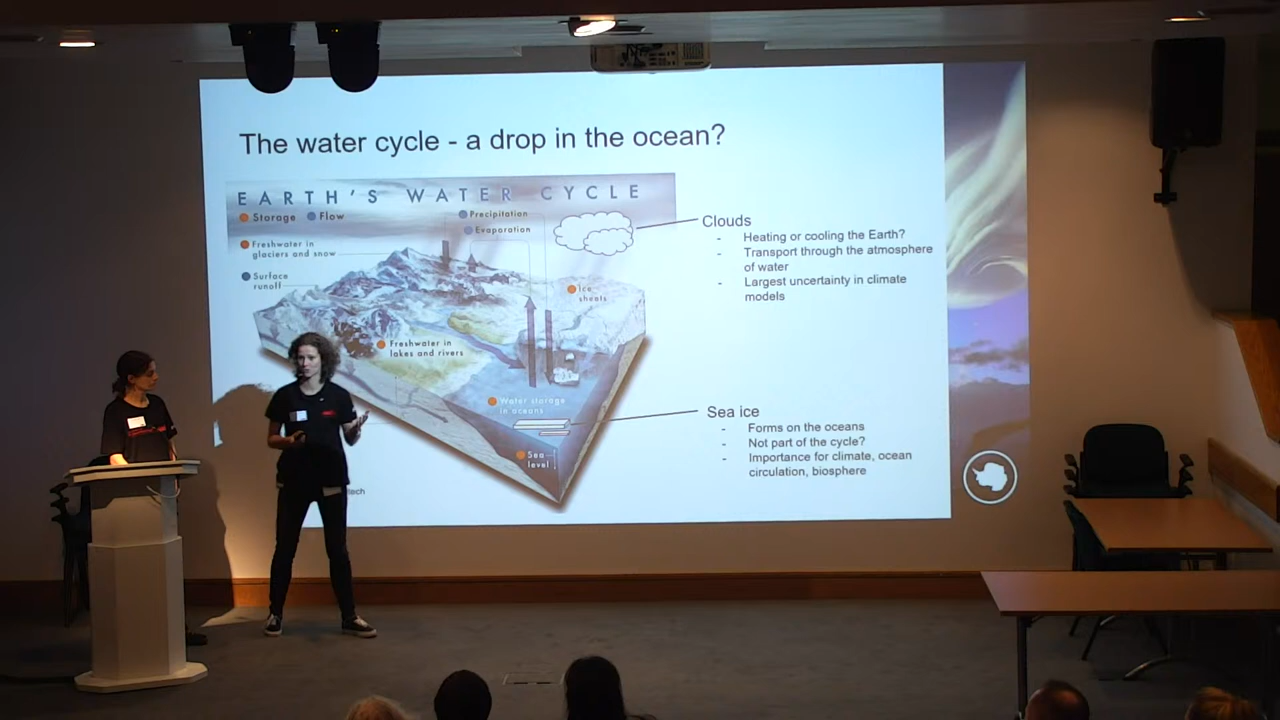 The water cycle - a drop in the ocean?
EARTH'S WATER CYCLE
Storage Flow
Precipitation
Evaporation
Freshwater in
glaciers and snow
Surface
runoff
Ice
sheets
Freshwater in
lakes and rivers
Water storage
in oceans
Sea
level
Clouds
- Heating or cooling the Earth?
- Transport through the atmosphere
of water
- Largest uncertainty in climate
models
Sea ice
- Forms on the oceans
- Not part of the cycle?
- Importance for climate, ocean
circulation, biosphere
tech